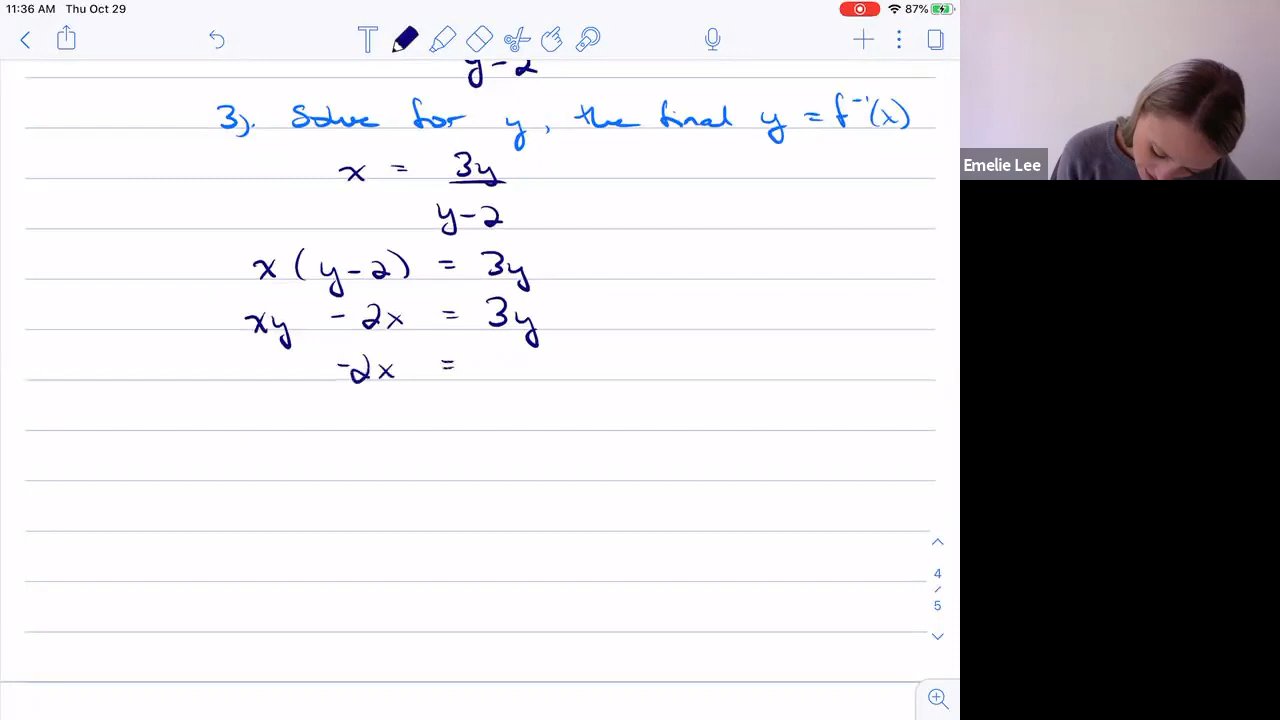 11:36 AM Thu Oct 29
87%
T
y - 2
3). Solve for y, the final y = f⁻¹(x)
x = 3y
y - 2
x ( y - 2 ) = 3y
xy - 2x = 3y
-2x =
Emelie Lee
4
/
5